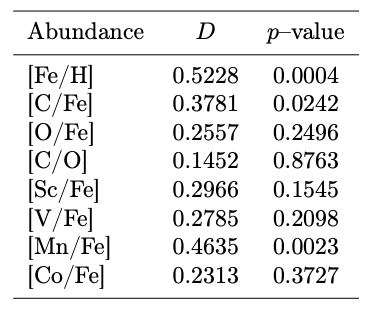 Abundance D p–value
[Fe/H] 0.5228 0.0004
[C/Fe] 0.3781 0.0242
[O/Fe] 0.2557 0.2496
[C/O] 0.1452 0.8763
[Sc/Fe] 0.2966 0.1545
[V/Fe] 0.2785 0.2098
[Mn/Fe] 0.4635 0.0023
[Co/Fe] 0.2313 0.3727